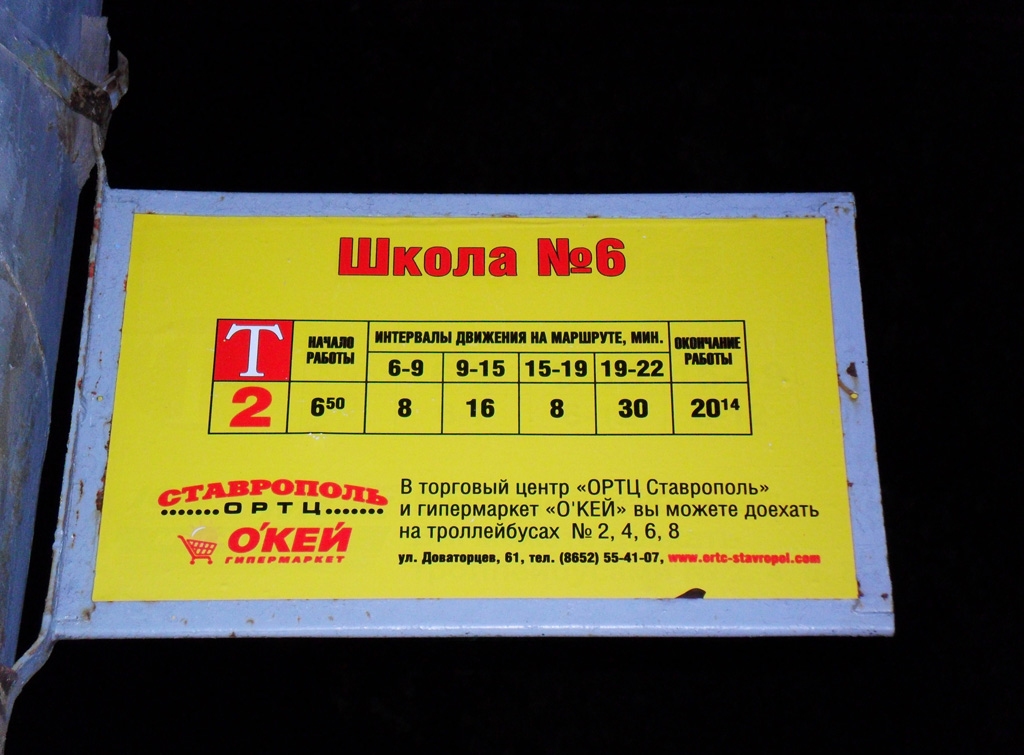 Школа №6
Т НАЧАЛО РАБОТЫ ИНТЕРВАЛЫ ДВИЖЕНИЯ НА МАРШРУТЕ, МИН. ОКОНЧАНИЕ РАБОТЫ
6-9 9-15 15-19 19-22
2 6⁵⁰ 8 16 8 30 20¹⁴
СТАВРОПОЛЬ
ОРТЦ
О'КЕЙ
ГИПЕРМАРКЕТ
В торговый центр «ОРТЦ Ставрополь»
и гипермаркет «О'КЕЙ» вы можете доехать
на троллейбусах № 2, 4, 6, 8
ул. Доваторцев, 61, тел. (8652) 55-41-07, www.ortc-stavropol.com